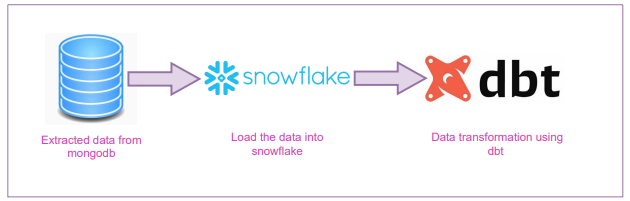 snowflake
dbt
Extracted data from
mongodb
Load the data into
snowflake
Data transformation using
dbt